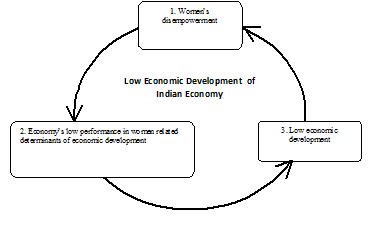 1. Women's
disempowerment
Low Economic Development of
Indian Economy
2. Economy's low performance in women related
determinants of economic development
3. Low economic
development